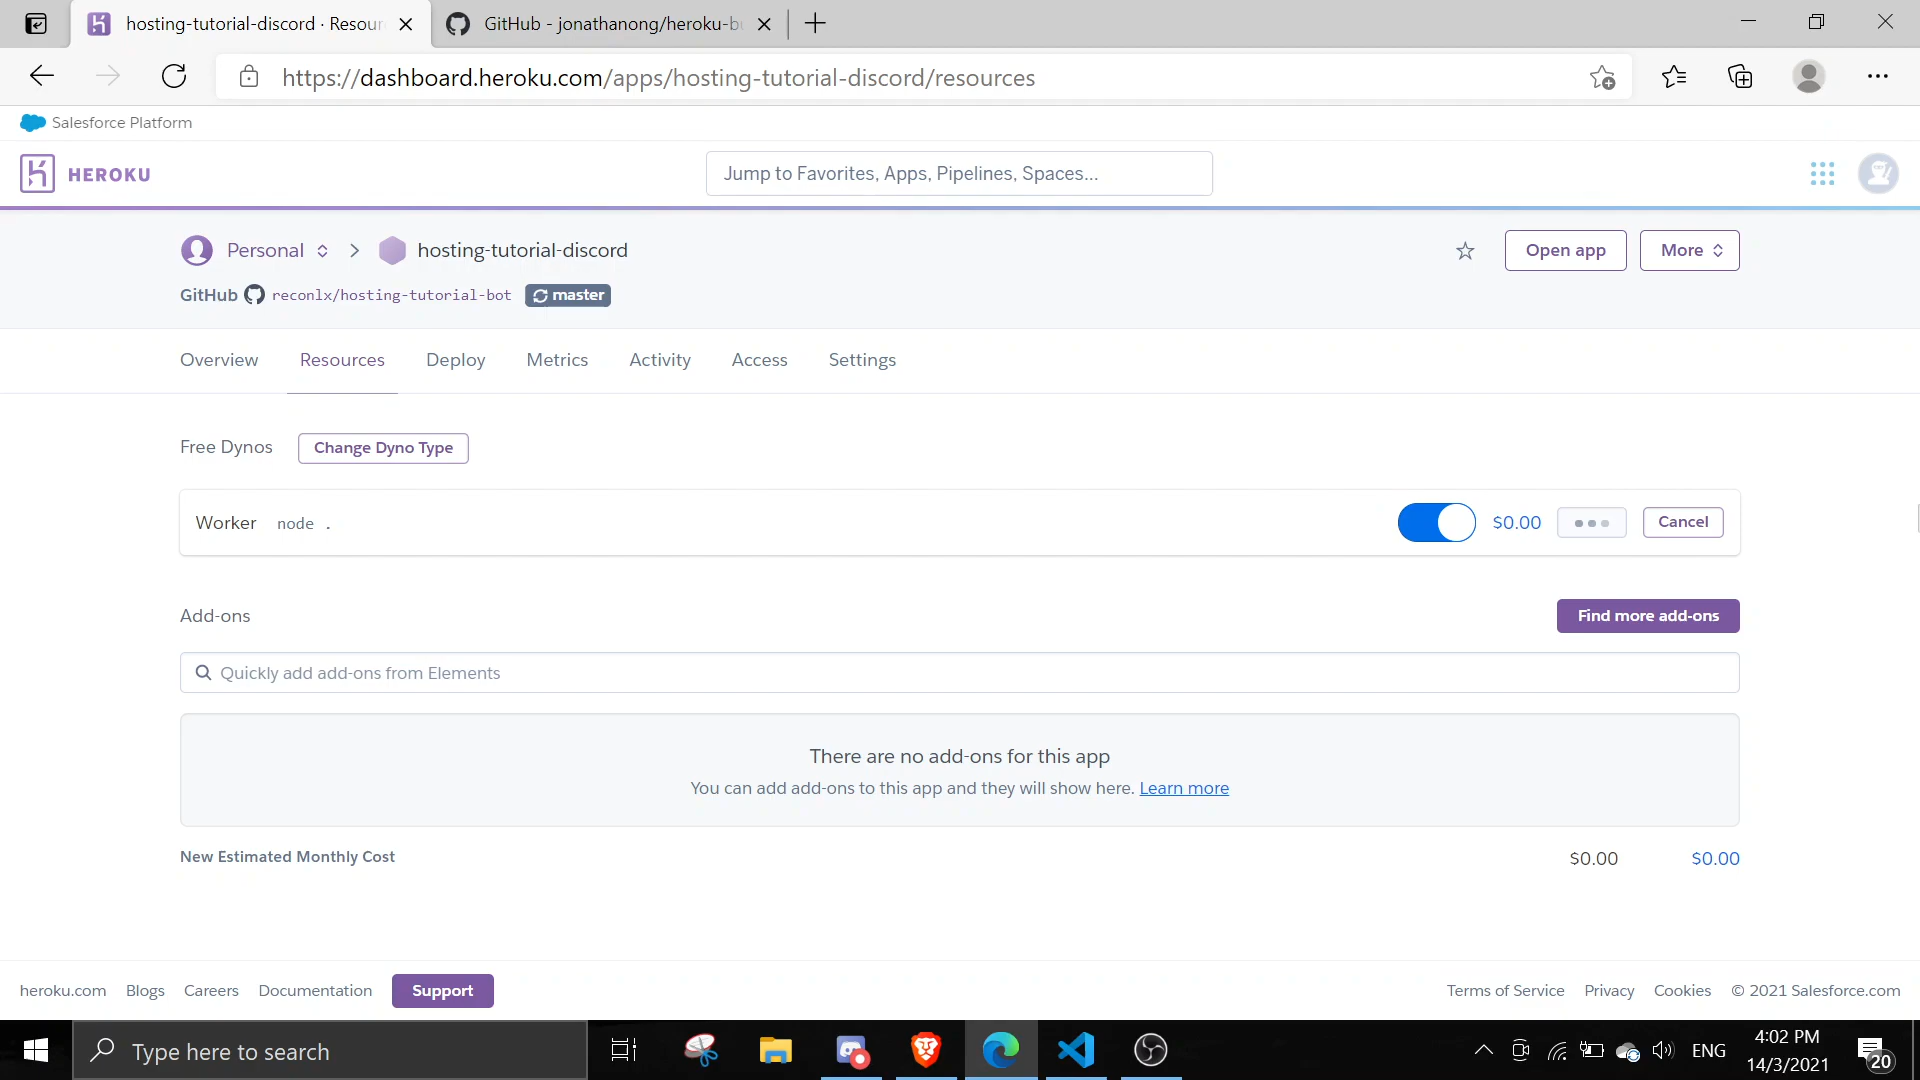 hosting-tutorial-discord · Resour
GitHub - jonathanong/heroku-bu
https://dashboard.heroku.com/apps/hosting-tutorial-discord/resources
Salesforce Platform
HEROKU
Jump to Favorites, Apps, Pipelines, Spaces...
Personal
hosting-tutorial-discord
Open app
More
GitHub reconlx/hosting-tutorial-bot master
Overview Resources Deploy Metrics Activity Access Settings
Free Dynos Change Dyno Type
Worker node . $0.00 Cancel
Add-ons Find more add-ons
Quickly add add-ons from Elements
There are no add-ons for this app
You can add add-ons to this app and they will show here. Learn more
New Estimated Monthly Cost $0.00 $0.00
heroku.com Blogs Careers Documentation Support Terms of Service Privacy Cookies © 2021 Salesforce.com
Type here to search
ENG
4:02 PM
14/3/2021
20